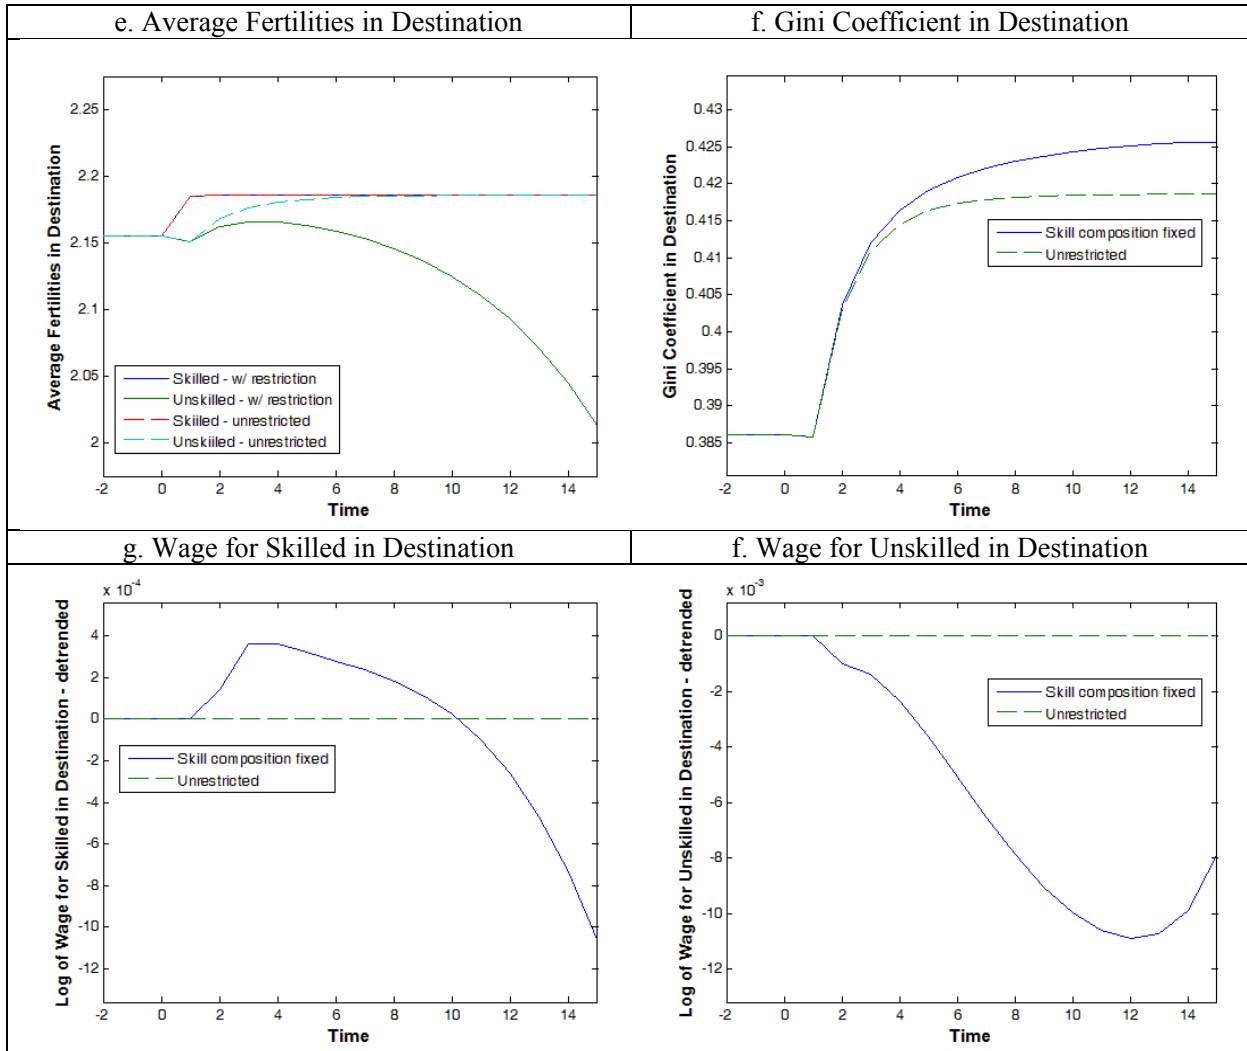 e. Average Fertilities in Destination
f. Gini Coefficient in Destination
2.25
2.2
2.15
2.1
2.05
2
Average Fertilities in Destination
Skilled - w/ restriction
Unskilled - w/ restriction
Skiilled - unrestricted
Unskiilled - unrestricted
-2 0 2 4 6 8 10 12 14
Time
0.43
0.425
0.42
0.415
0.41
0.405
0.4
0.395
0.39
0.385
Gini Coefficient in Destination
Skill composition fixed
Unrestricted
-2 0 2 4 6 8 10 12 14
Time
g. Wage for Skilled in Destination
f. Wage for Unskilled in Destination
x 10-4
4
2
0
-2
-4
-6
-8
-10
-12
Log of Wage for Skilled in Destination - detrended
Skill composition fixed
Unrestricted
-2 0 2 4 6 8 10 12 14
Time
x 10-3
0
-2
-4
-6
-8
-10
-12
Log of Wage for Unskilled in Destination - detrended
Skill composition fixed
Unrestricted
-2 0 2 4 6 8 10 12 14
Time